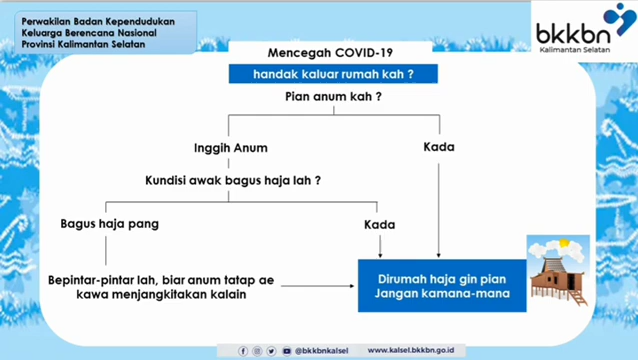 Perwakilan Badan Kependudukan
Keluarga Berencana Nasional
Provinsi Kalimantan Selatan
bkkbn
Kalimantan Selatan
Mencegah COVID-19
handak kaluar rumah kah ?
Pian anum kah ?
Inggih Anum
Kada
Kundisi awak bagus haja lah ?
Bagus haja pang
Kada
Bepintar-pintar lah, biar anum tatap ae
kawa menjangkitakan kalain
Dirumah haja gin pian
Jangan kamana-mana
@bkkbnkalsel
www.kalsel.bkkbn.go.id